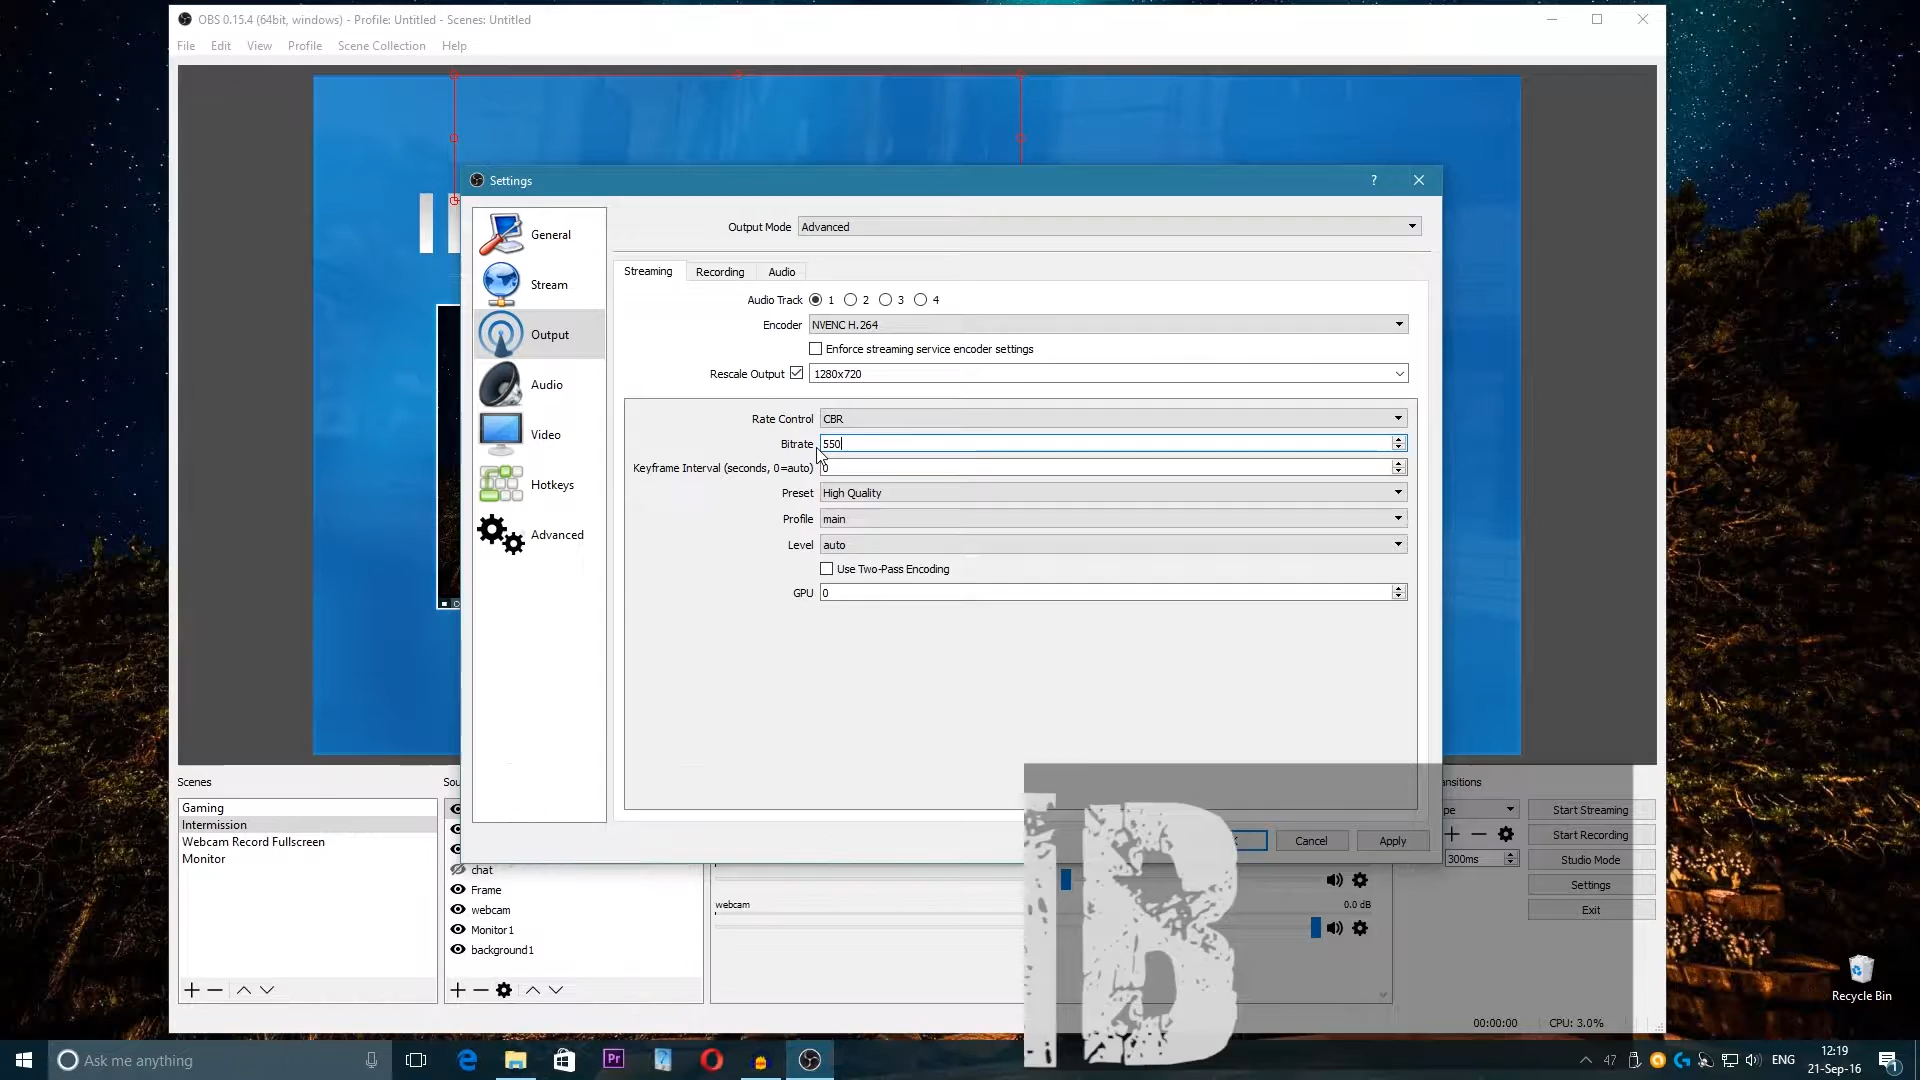 OBS 0.15.4 (64bit, windows) - Profile: Untitled - Scenes: Untitled
File Edit View Profile Scene Collection Help
Settings
?
General
Stream
Output
Audio
Video
Hotkeys
Advanced
Output Mode Advanced
Streaming Recording Audio
Audio Track 1 2 3 4
Encoder NVENC H.264
Enforce streaming service encoder settings
Rescale Output 1280x720
Rate Control CBR
Bitrate 550
Keyframe Interval (seconds, 0=auto) 0
Preset High Quality
Profile main
Level auto
Use Two-Pass Encoding
GPU 0
Cancel Apply
Scenes
Gaming
Intermission
Webcam Record Fullscreen
Monitor
Sou
chat
Frame
webcam
Monitor1
background1
webcam 0.0 dB
B
ansitions
pe
300ms
Start Streaming
Start Recording
Studio Mode
Settings
Exit
00:00:00 CPU: 3.0%
Recycle Bin
Ask me anything
Pr
47
ENG
12:19
21-Sep-16
1